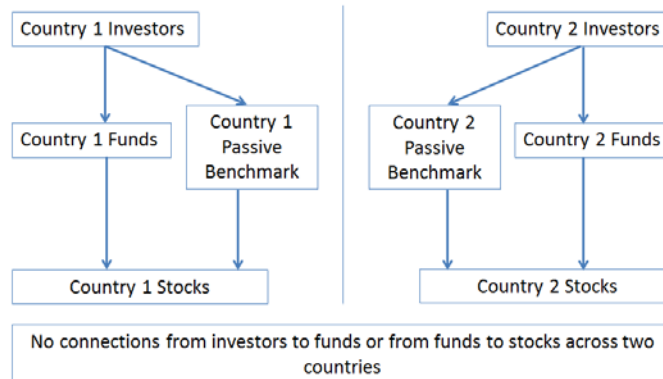 Country 1 Investors
Country 2 Investors
Country 1 Funds
Country 1
Passive
Benchmark
Country 2
Passive
Benchmark
Country 2 Funds
Country 1 Stocks
Country 2 Stocks
No connections from investors to funds or from funds to stocks across two
countries